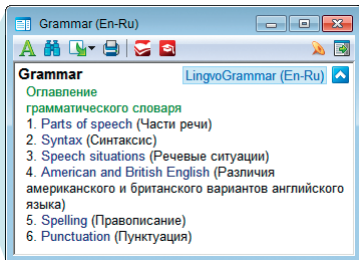 Grammar (En-Ru)
Grammar
LingvoGrammar (En-Ru)
Оглавление
грамматического словаря
1. Parts of speech (Части речи)
2. Syntax (Синтаксис)
3. Speech situations (Речевые ситуации)
4. American and British English (Различия
американского и британского вариантов английского
языка)
5. Spelling (Правописание)
6. Punctuation (Пунктуация)